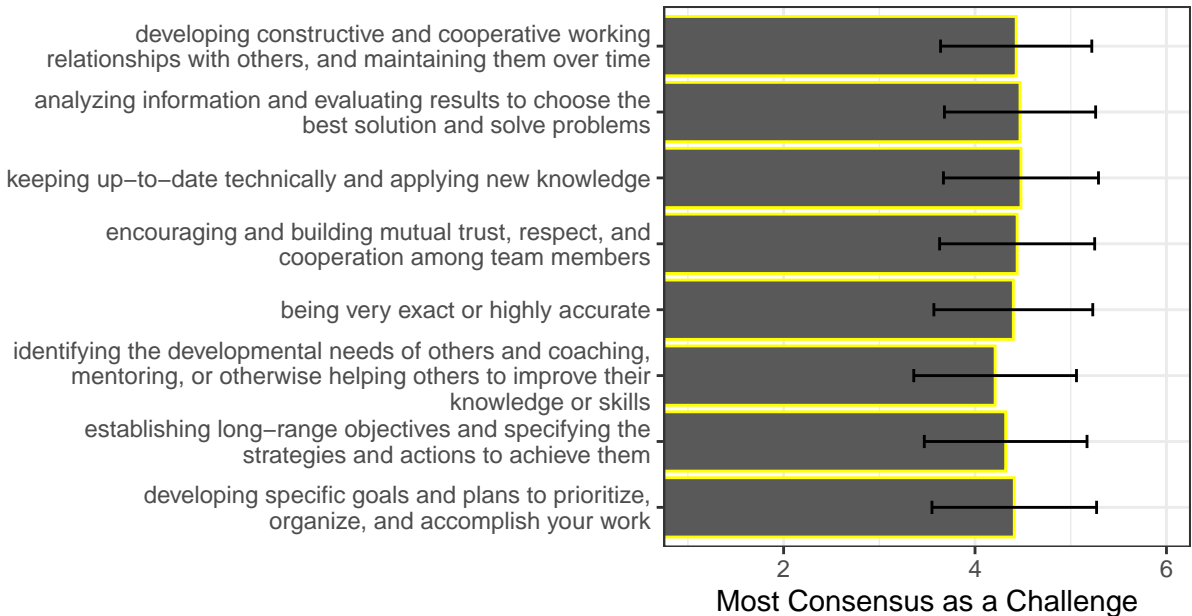 developing constructive and cooperative working
relationships with others, and maintaining them over time
analyzing information and evaluating results to choose the
best solution and solve problems
keeping up−to−date technically and applying new knowledge
encouraging and building mutual trust, respect, and
cooperation among team members
being very exact or highly accurate
identifying the developmental needs of others and coaching,
mentoring, or otherwise helping others to improve their
knowledge or skills
establishing long−range objectives and specifying the
strategies and actions to achieve them
developing specific goals and plans to prioritize,
organize, and accomplish your work
2 4 6
Most Consensus as a Challenge